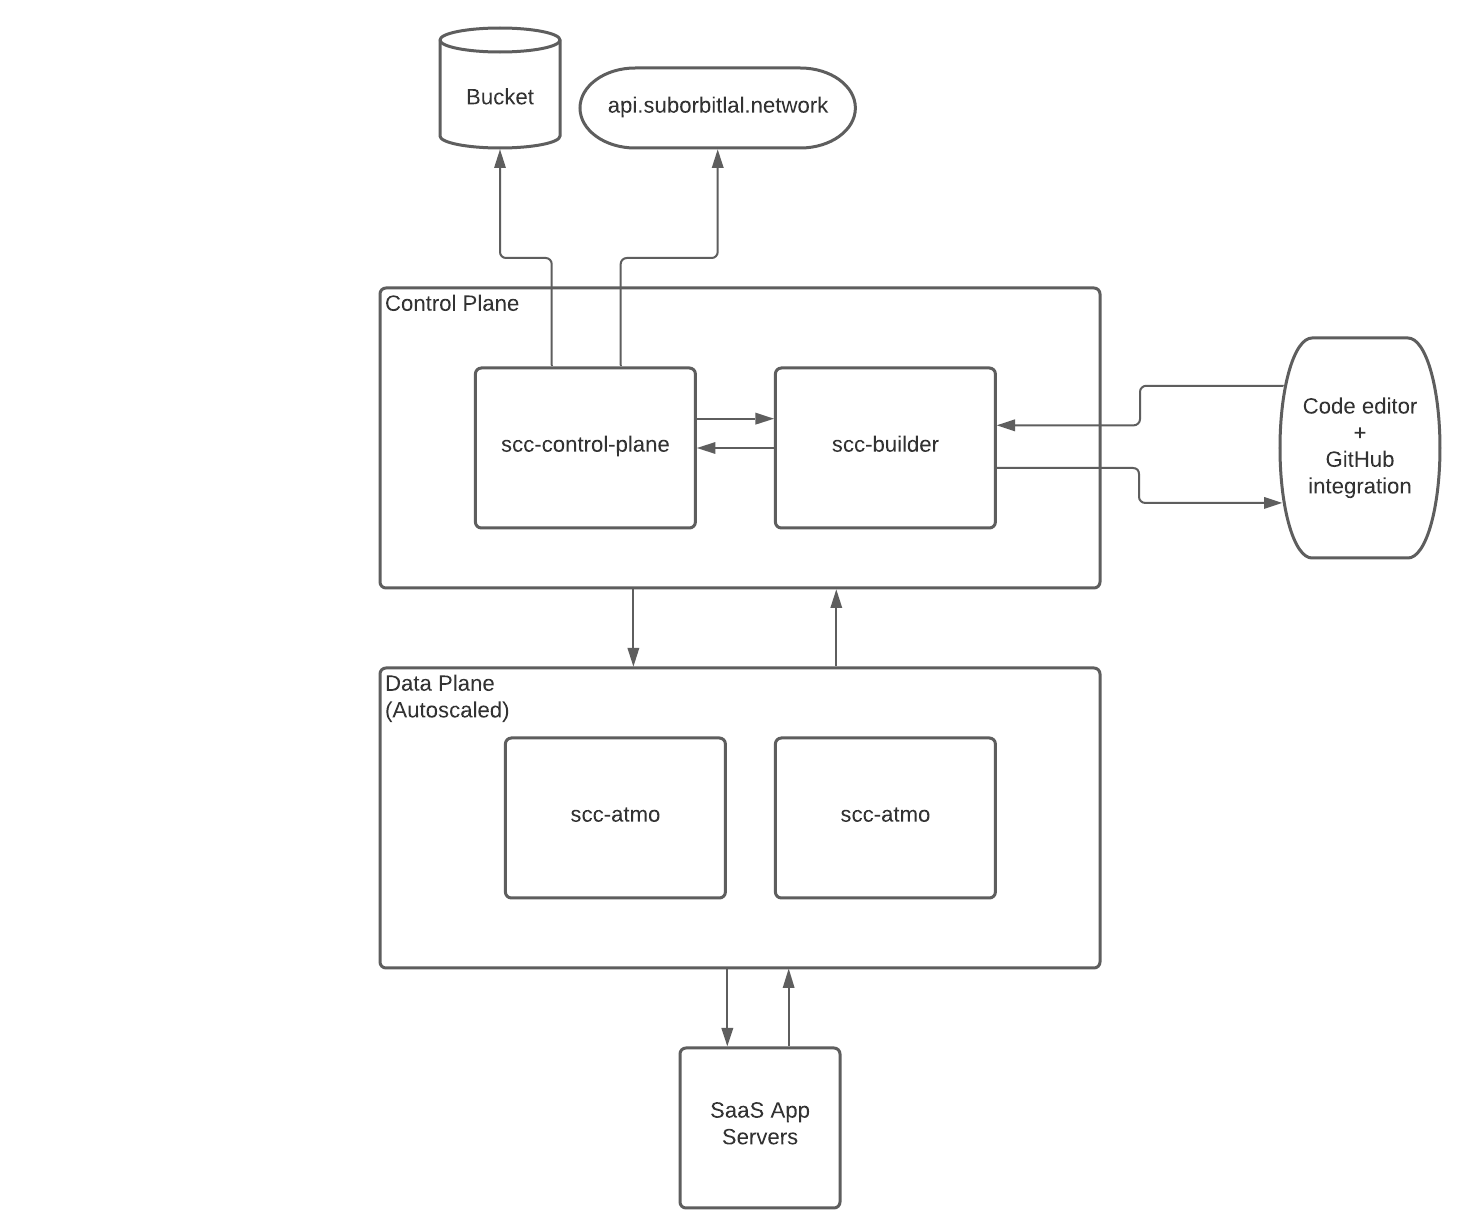 Bucket
api.suborbitlal.network
Control Plane
scc-control-plane
scc-builder
Code editor
+
GitHub
integration
Data Plane
(Autoscaled)
scc-atmo
scc-atmo
SaaS App
Servers